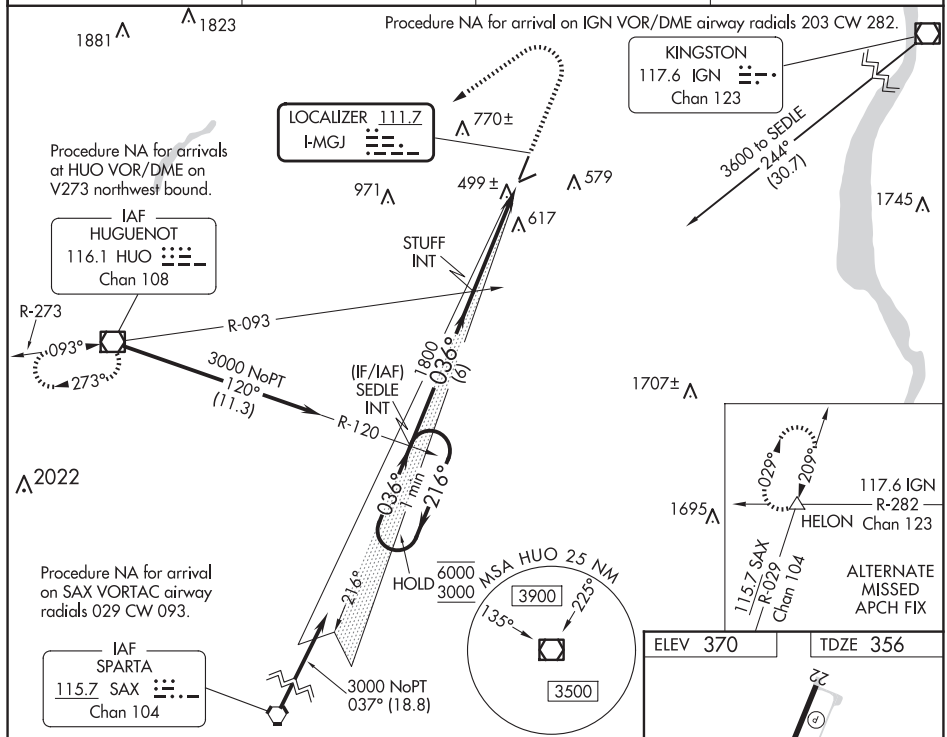 Procedure NA for arrival on IGN VOR/DME airway radials 203 CW 282.
1881
1823
KINGSTON
117.6 IGN
Chan 123
LOCALIZER 111.7
I-MGJ
770±
3600 to SEDLE
244°
(30.7)
Procedure NA for arrivals
at HUO VOR/DME on
V273 northwest bound.
971
499±
579
617
1745
IAF
HUGUENOT
116.1 HUO
Chan 108
STUFF
INT
R-273
093°
273°
R-093
3000 NoPT
120°
(11.3)
R-120
(IF/IAF)
SEDLE
INT
1800
036°
(6)
1707±
2022
036°
1 min
216°
HOLD
6000
3000
1695
029°
209°
HELON
117.6 IGN
R-282
Chan 123
115.7 SAX
R-029
Chan 104
ALTERNATE
MISSED
APCH FIX
Procedure NA for arrival
on SAX VORTAC airway
radials 029 CW 093.
216°
MSA HUO 25 NM
3900
135°
225°
3500
IAF
SPARTA
115.7 SAX
Chan 104
3000 NoPT
037° (18.8)
ELEV 370
TDZE 356
22
P